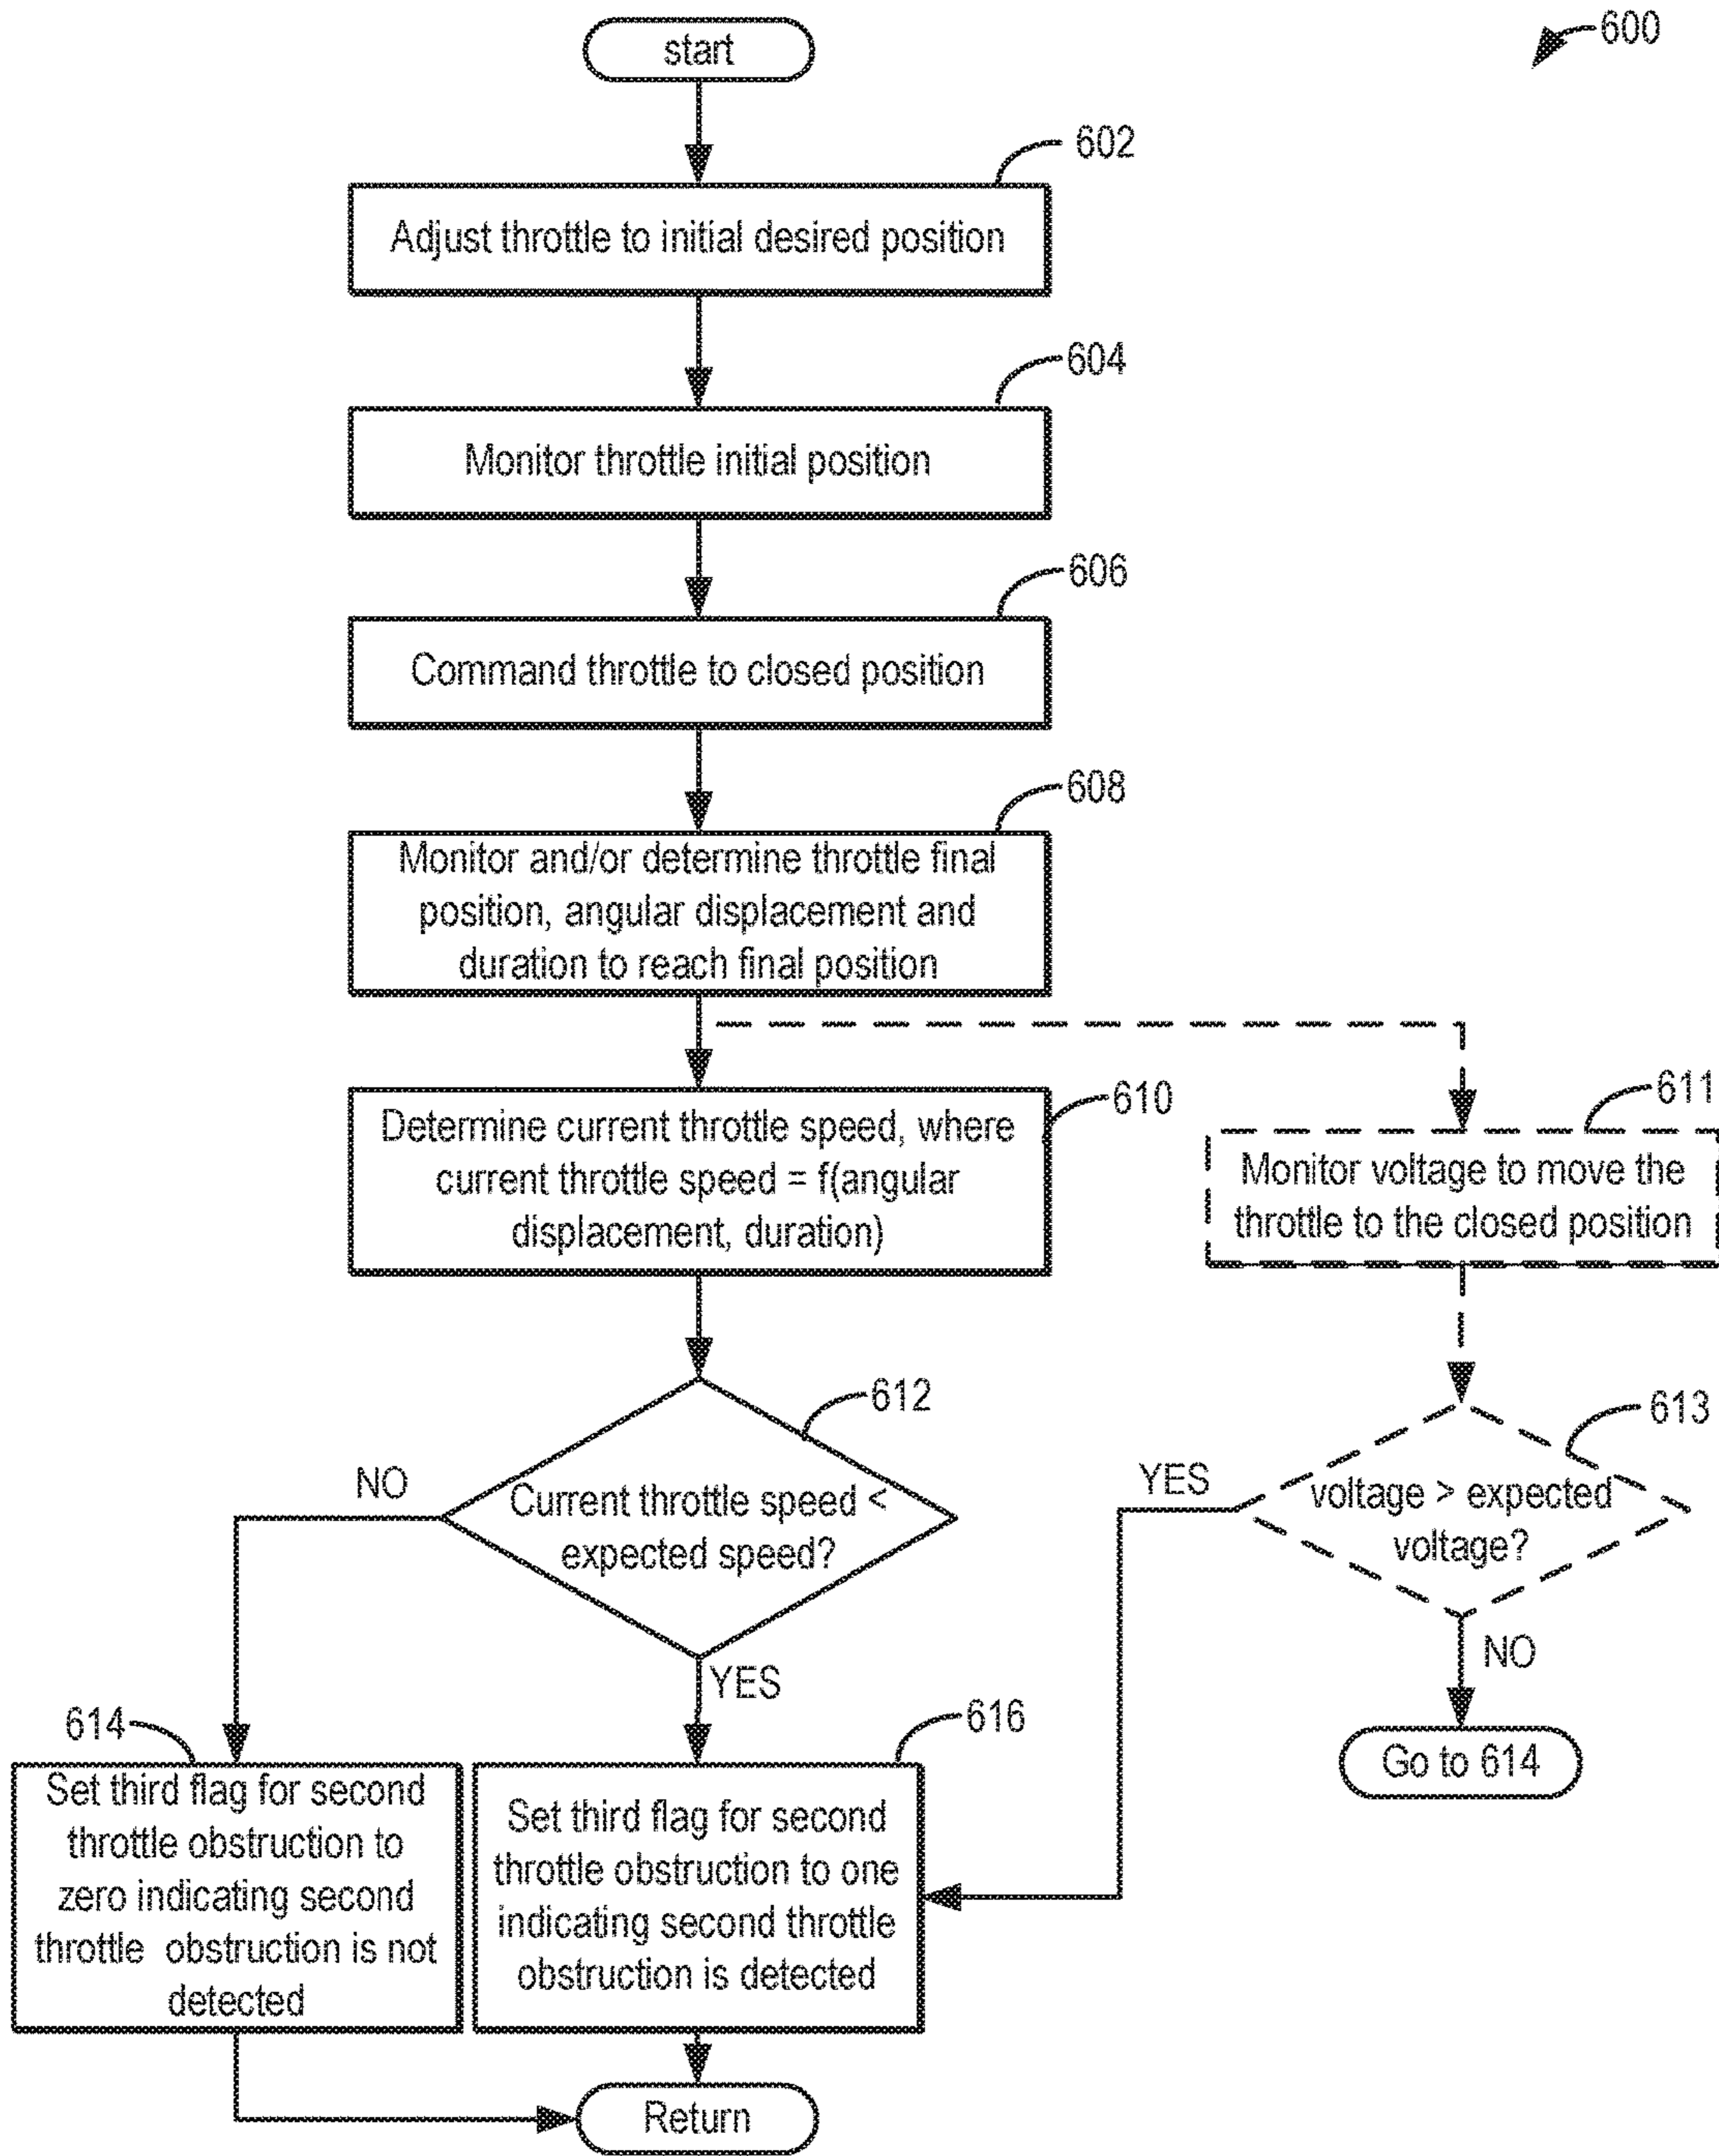 start
600
602
Adjust throttle to initial desired position
604
Monitor throttle initial position
606
Command throttle to closed position
608
Monitor and/or determine throttle final
position, angular displacement and
duration to reach final position
610
Determine current throttle speed, where
current throttle speed = f(angular
displacement, duration)
611
Monitor voltage to move the
throttle to the closed position
612
Current throttle speed <
expected speed?
NO
YES
613
voltage > expected
voltage?
YES
NO
Go to 614
614
Set third flag for second
throttle obstruction to
zero indicating second
throttle obstruction is not
detected
616
Set third flag for second
throttle obstruction to one
indicating second throttle
obstruction is detected
Return